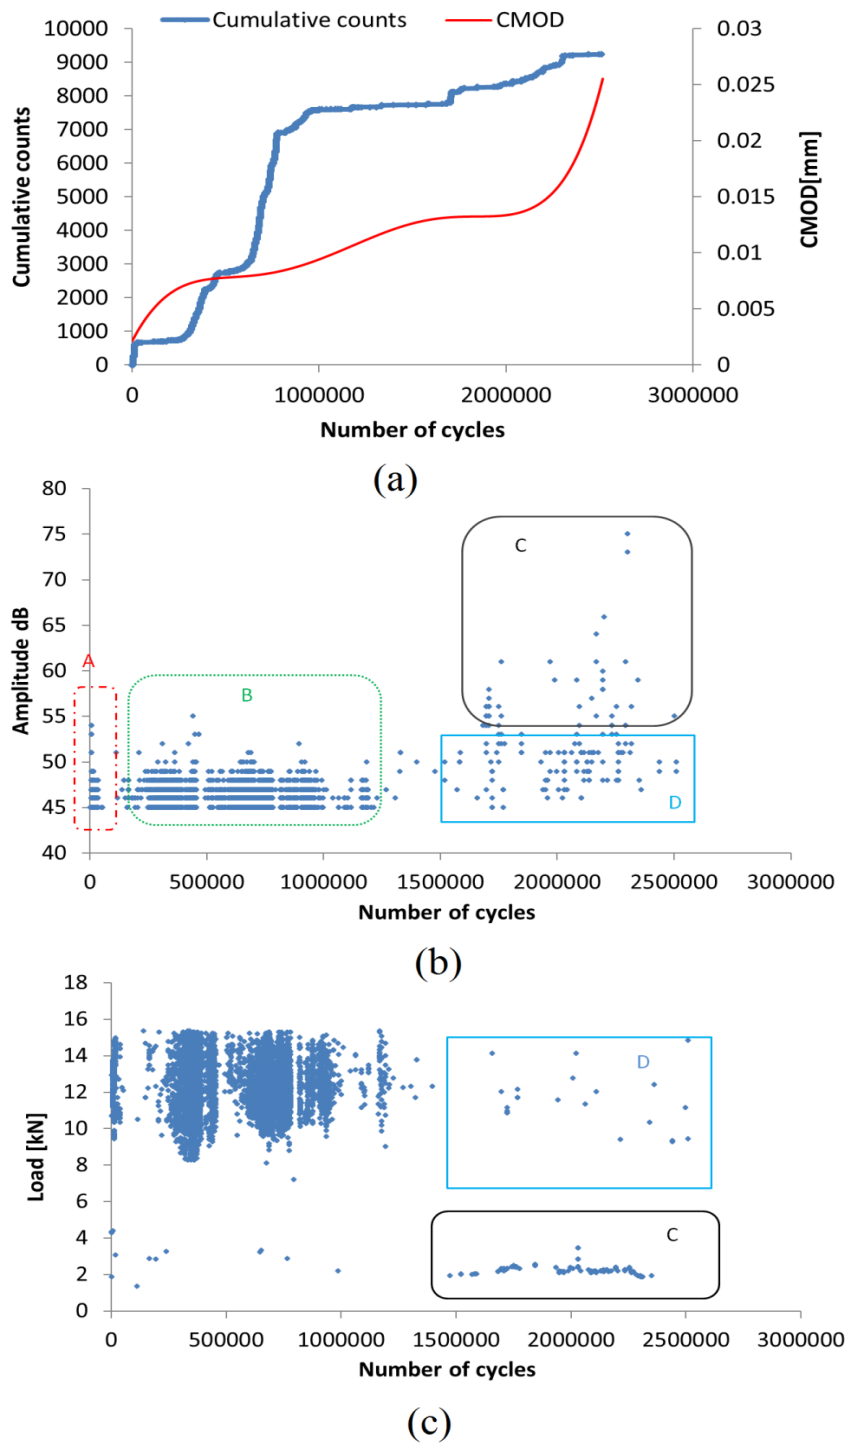 Cumulative counts CMOD
10000 0.03
9000
8000 0.025
7000
6000 0.02
5000 0.015
4000
3000 0.01
2000
1000 0.005
0 0
0 1000000 2000000 3000000
Cumulative counts
CMOD[mm]
Number of cycles
(a)
80
75
70
65
60
55
50
45
40
Amplitude dB
A
B
C
D
0 500000 1000000 1500000 2000000 2500000 3000000
Number of cycles
(b)
18
16
14
12
10
8
6
4
2
0
Load [kN]
D
C
0 500000 1000000 1500000 2000000 2500000 3000000
Number of cycles
(c)